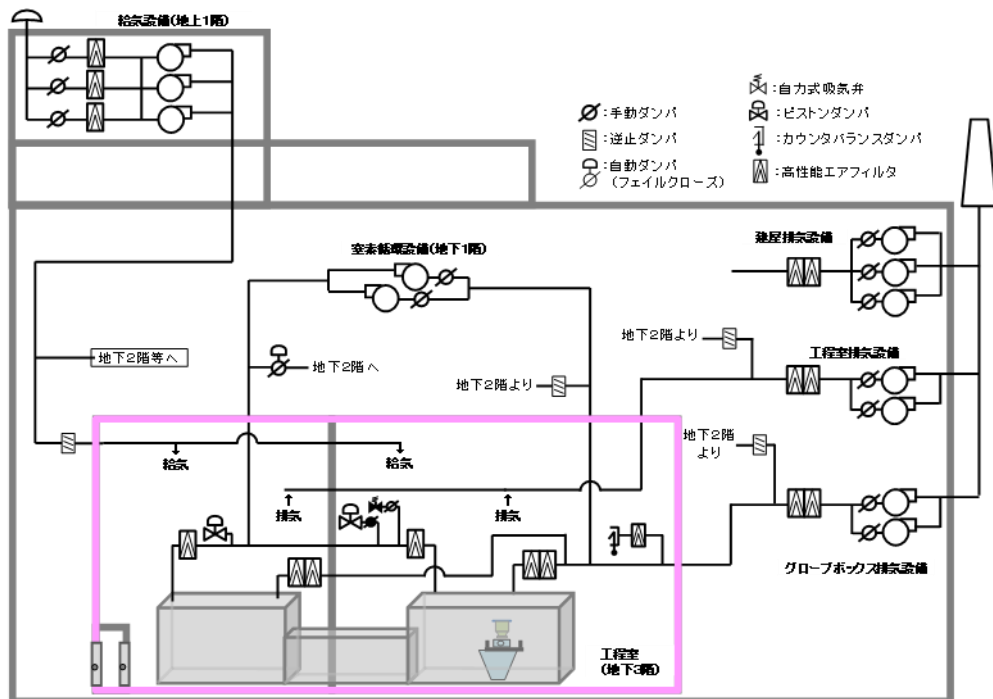 給気設備(地上1階)
:手動ダンパ
:逆止ダンパ
:自動ダンパ
(フェイルクローズ)
:自力式吸気弁
:ピストンダンパ
:カウンタバランスダンパ
:高性能エアフィルタ
窒素循環設備(地下1階)
建屋排気設備
地下2階等へ
地下2階へ
地下2階より
地下2階より
工程室排気設備
地下2階
より
給気
給気
排気
排気
グローブボックス排気設備
工程室
(地下3階)